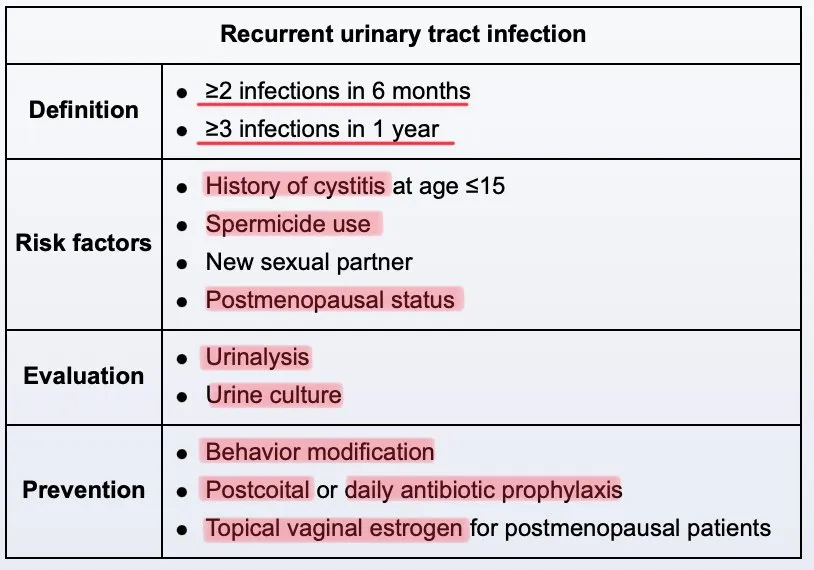 Recurrent urinary tract infection
Definition
• ≥2 infections in 6 months
• ≥3 infections in 1 year
Risk factors
• History of cystitis at age ≤15
• Spermicide use
• New sexual partner
• Postmenopausal status
Evaluation
• Urinalysis
• Urine culture
Prevention
• Behavior modification
• Postcoital or daily antibiotic prophylaxis
• Topical vaginal estrogen for postmenopausal patients